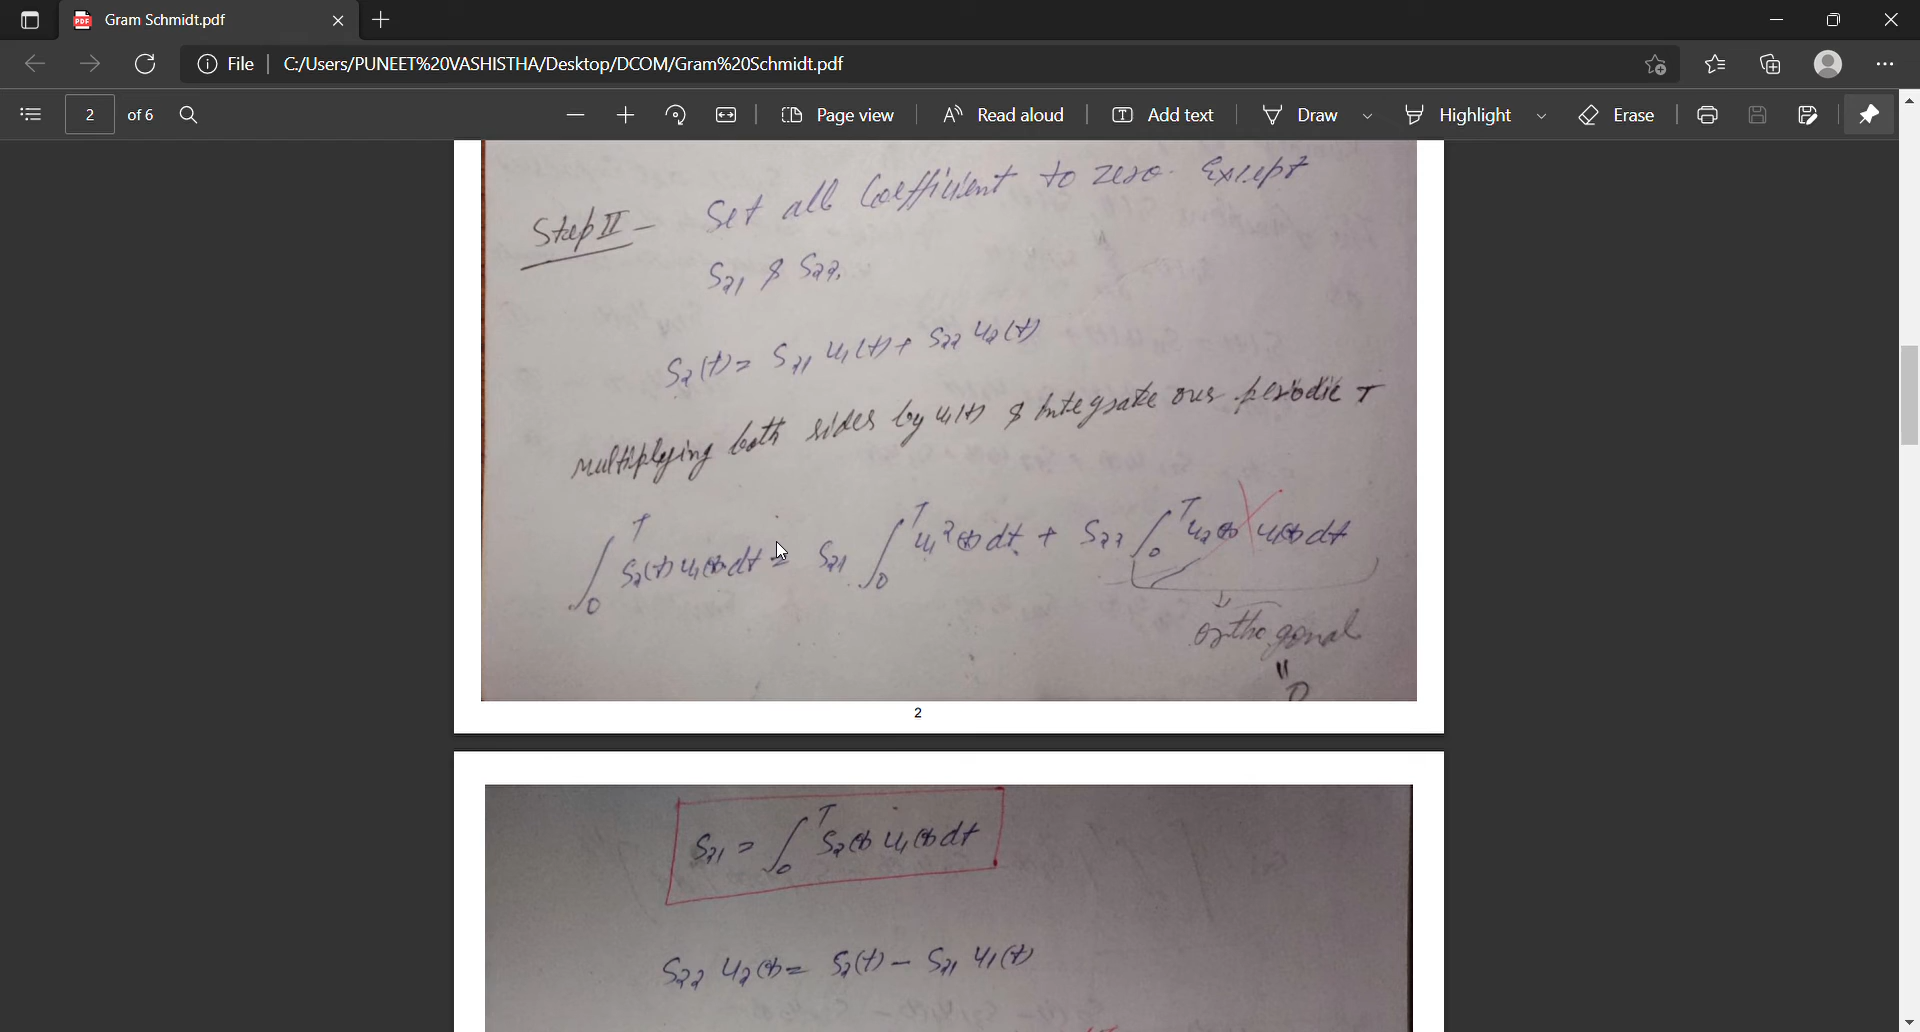 Gram Schmidt.pdf
File | C:/Users/PUNEET%20VASHISTHA/Desktop/DCOM/Gram%20Schmidt.pdf
2 of 6 Page view Read aloud Add text Draw Highlight Erase
Step II - Set all Coefficient to zero. Except
S₂₁ & S₂₂,
S₂(t) = S₂₁ u₁(t) + S₂₂ u₂(t)
Multiplying both sides by u₁(t) & Integrate over periodic T
∫₀ᵀ S₂(t) u₁(t) dt = S₂₁ ∫₀ᵀ u₁²(t) dt + S₂₂ ∫₀ᵀ u₂(t) u₁(t) dt
orthogonal
"
0
2
S₂₁ = ∫₀ᵀ S₂(t) u₁(t) dt
S₂₂ u₂(t) = S₂(t) - S₂₁ u₁(t)